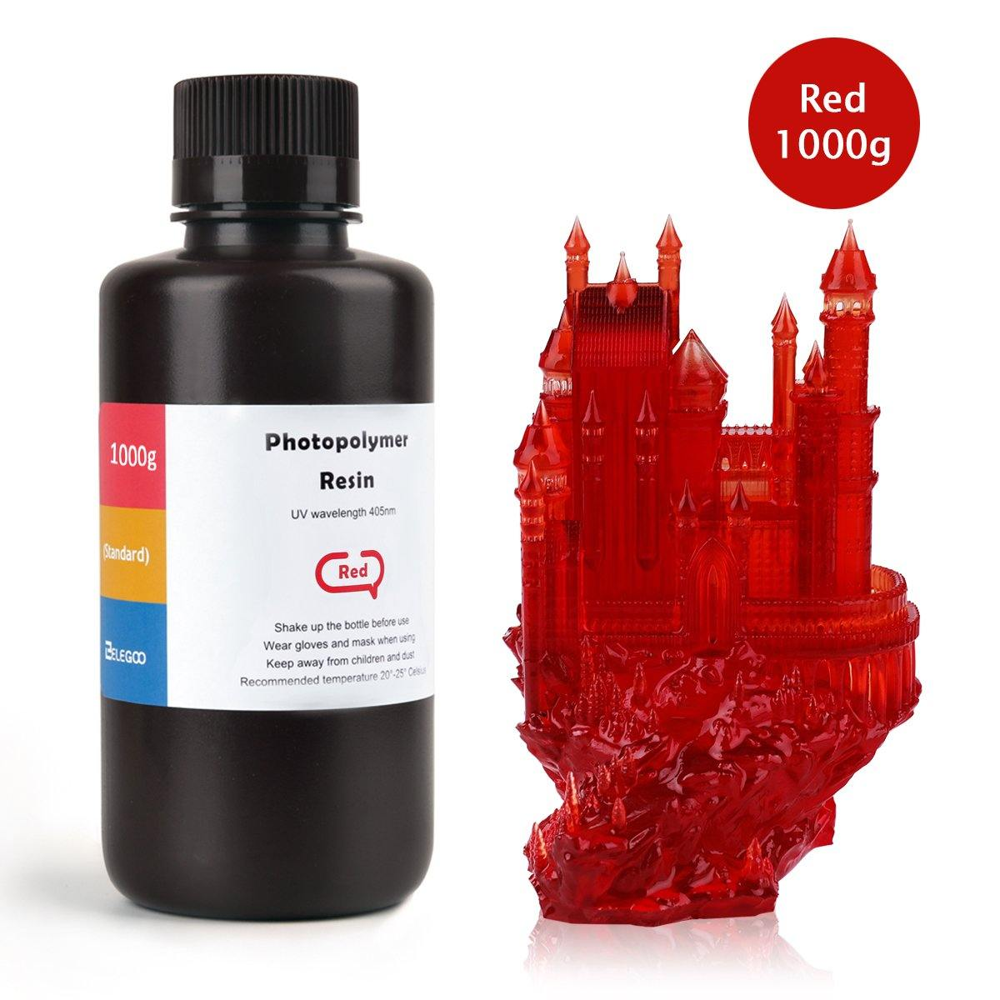 Red
1000g
1000g
(Standard)
ELEGOO
Photopolymer
Resin
UV wavelength 405nm
Red
Shake up the bottle before use
Wear gloves and mask when using
Keep away from children and dust
Recommended temperature 20°-25° Celsius